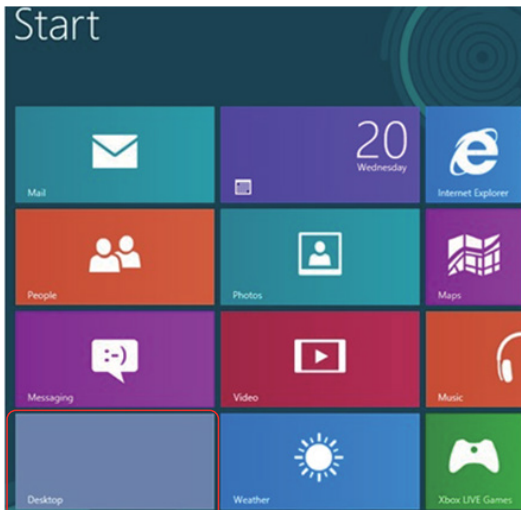 Start
Mail
20
Wednesday
Internet Explorer
People
Photos
Maps
:-)
Messaging
Video
Music
Desktop
Weather
Xbox LIVE Games